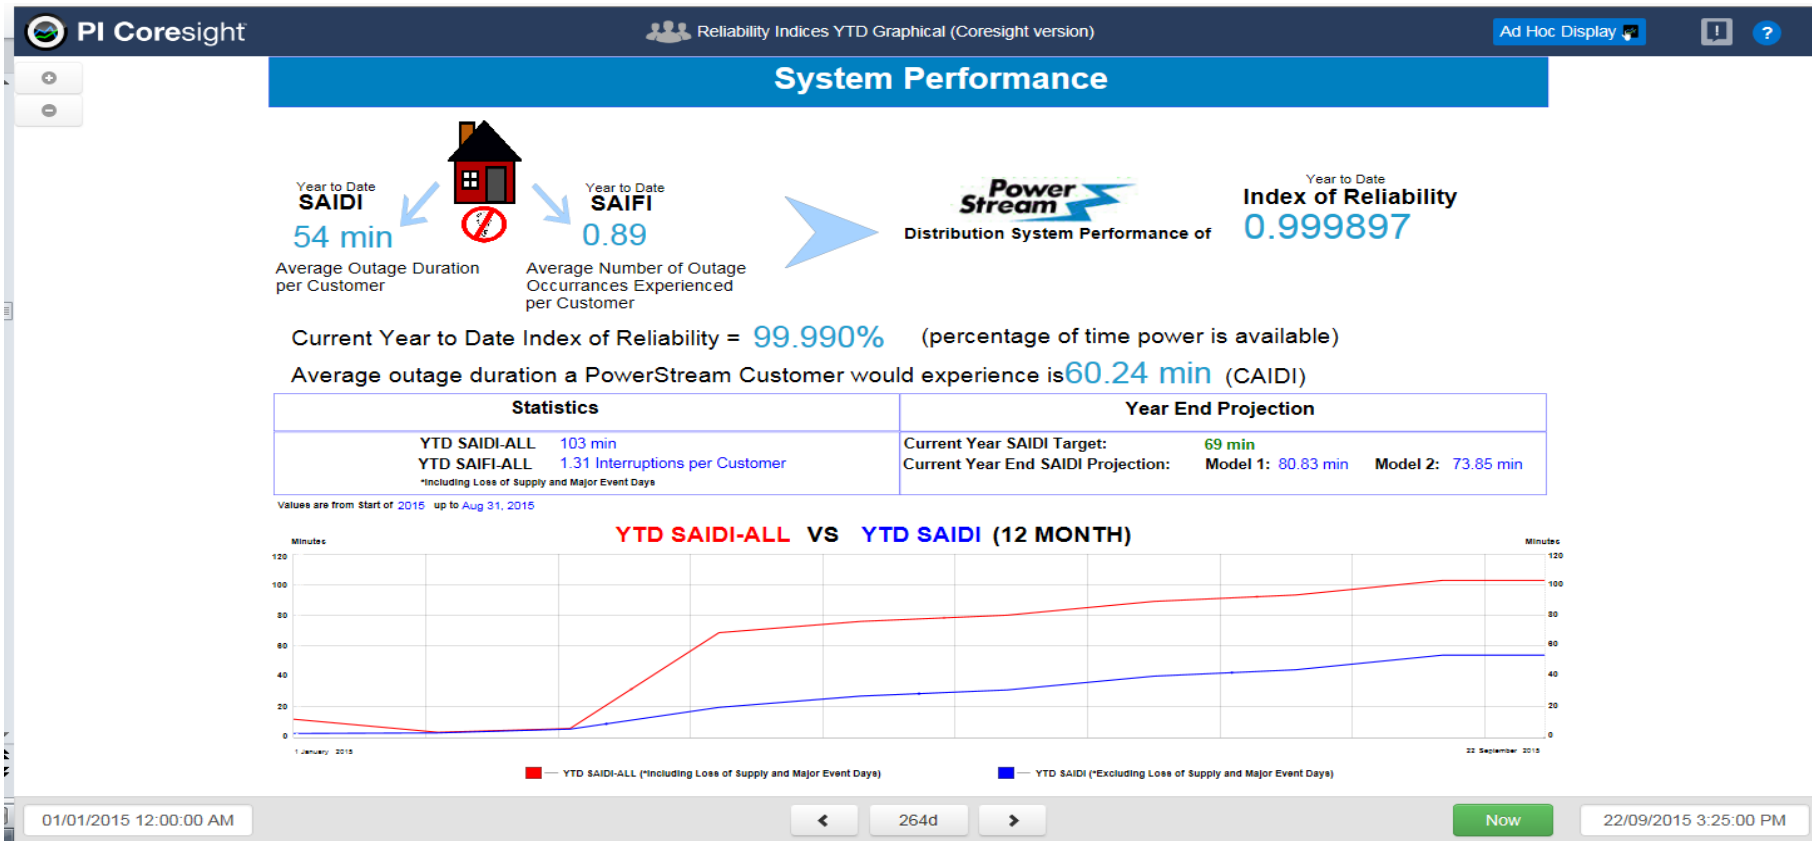 PI Coresight
Reliability Indices YTD Graphical (Coresight version)
Ad Hoc Display
System Performance
Year to Date
SAIDI
54 min
Average Outage Duration
per Customer
Year to Date
SAIFI
0.89
Average Number of Outage
Occurrances Experienced
per Customer
Power
Stream
Distribution System Performance of
Year to Date
Index of Reliability
0.999897
Current Year to Date Index of Reliability = 99.990% (percentage of time power is available)
Average outage duration a PowerStream Customer would experience is 60.24 min (CAIDI)
Statistics
YTD SAIDI-ALL 103 min
YTD SAIFI-ALL 1.31 Interruptions per Customer
*Including Loss of Supply and Major Event Days
Year End Projection
Current Year SAIDI Target: 69 min
Current Year End SAIDI Projection: Model 1: 80.83 min Model 2: 73.85 min
Values are from Start of 2015 up to Aug 31, 2015
YTD SAIDI-ALL VS YTD SAIDI (12 MONTH)
Minutes
Minutes
120
120
100
100
80
80
60
60
40
40
20
20
0
0
1 January 2015
22 September 2015
YTD SAIDI-ALL (*Including Loss of Supply and Major Event Days)
YTD SAIDI (*Excluding Loss of Supply and Major Event Days)
01/01/2015 12:00:00 AM
264d
Now
22/09/2015 3:25:00 PM